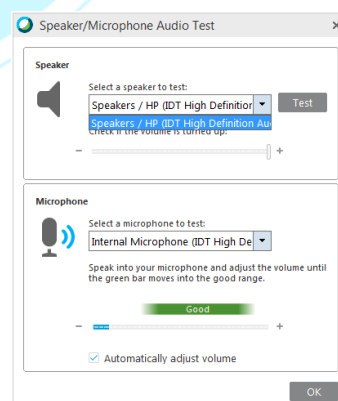 Speaker/Microphone Audio Test
Speaker
Select a speaker to test:
Speakers / HP (IDT High Definition
Test
Speakers / HP (IDT High Definition Au
Check if the volume is turned up:
- +
Microphone
Select a microphone to test:
Internal Microphone (IDT High De
Speak into your microphone and adjust the volume until
the green bar moves into the good range.
Good
- +
Automatically adjust volume
OK